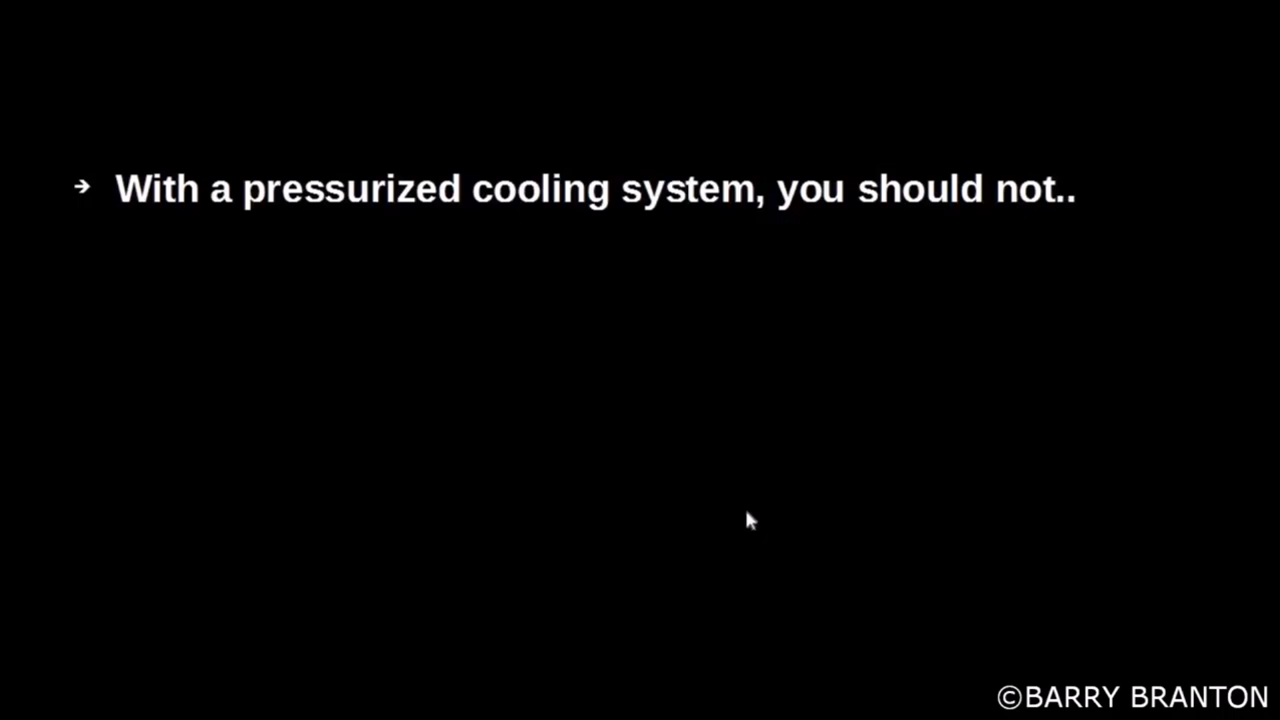 ➔ With a pressurized cooling system, you should not..
©BARRY BRANTON